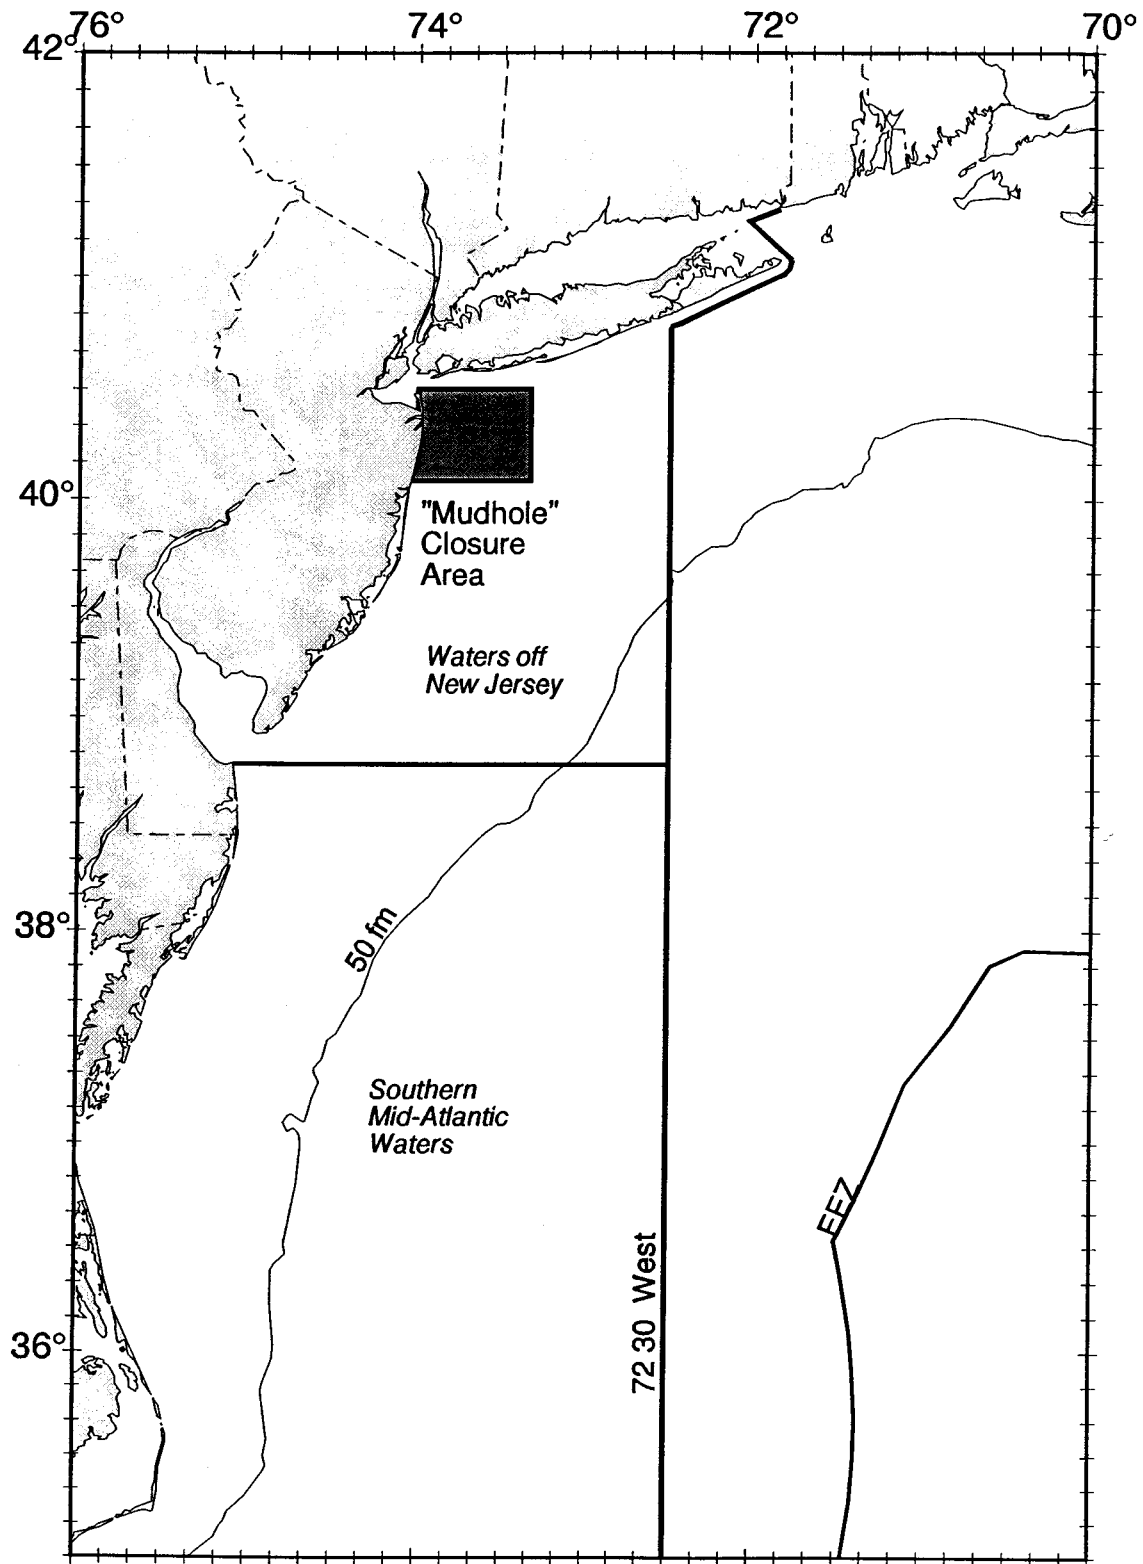 76°
74°
72°
70°
42°
40°
"Mudhole"
Closure
Area
Waters off
New Jersey
38°
50 fm
Southern
Mid-Atlantic
Waters
EEZ
72 30 West
36°